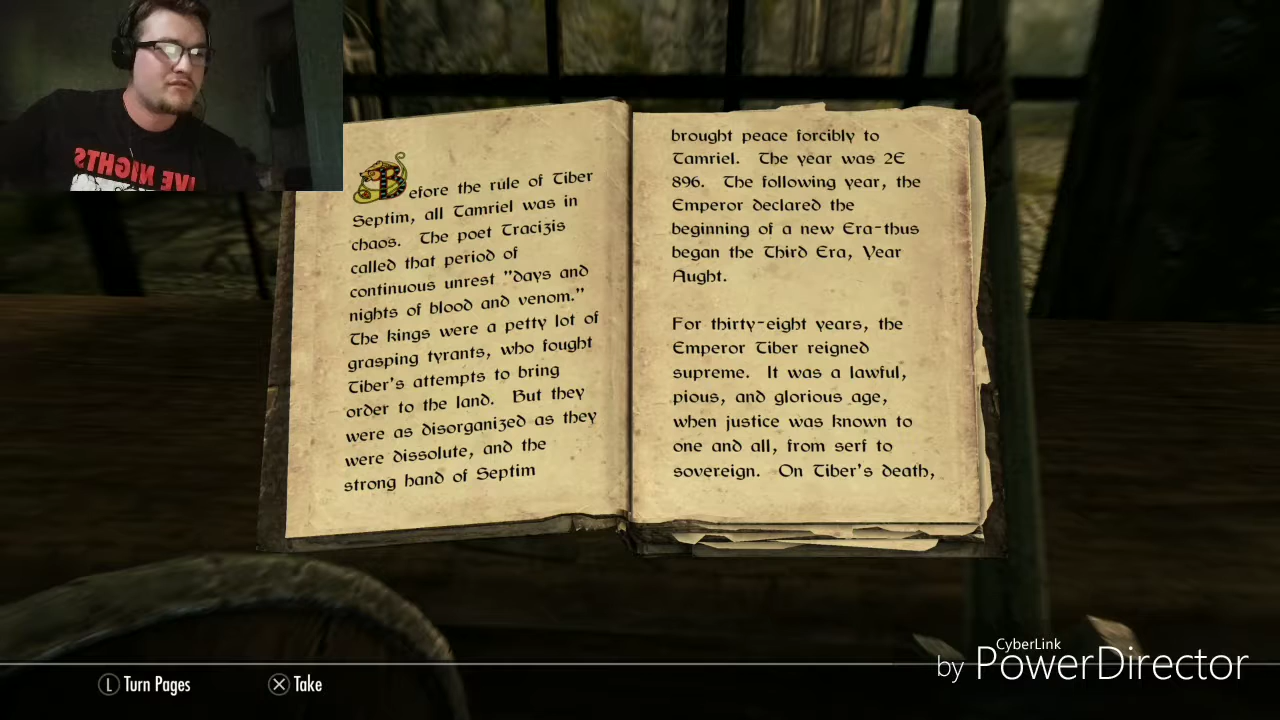 IVE NIGHTS
Before the rule of Tiber
Septim, all Tamriel was in
chaos. The poet Tracizis
called that period of
continuous unrest "days and
nights of blood and venom."
The kings were a petty lot of
grasping tyrants, who fought
Tiber's attempts to bring
order to the land. But they
were as disorganized as they
were dissolute, and the
strong hand of Septim
brought peace forcibly to
Tamriel. The year was 2E
896. The following year, the
Emperor declared the
beginning of a new Era-thus
began the Third Era, Year
Aught.
For thirty-eight years, the
Emperor Tiber reigned
supreme. It was a lawful,
pious, and glorious age,
when justice was known to
one and all, from serf to
sovereign. On Tiber's death,
L Turn Pages
X Take
CyberLink
by PowerDirector